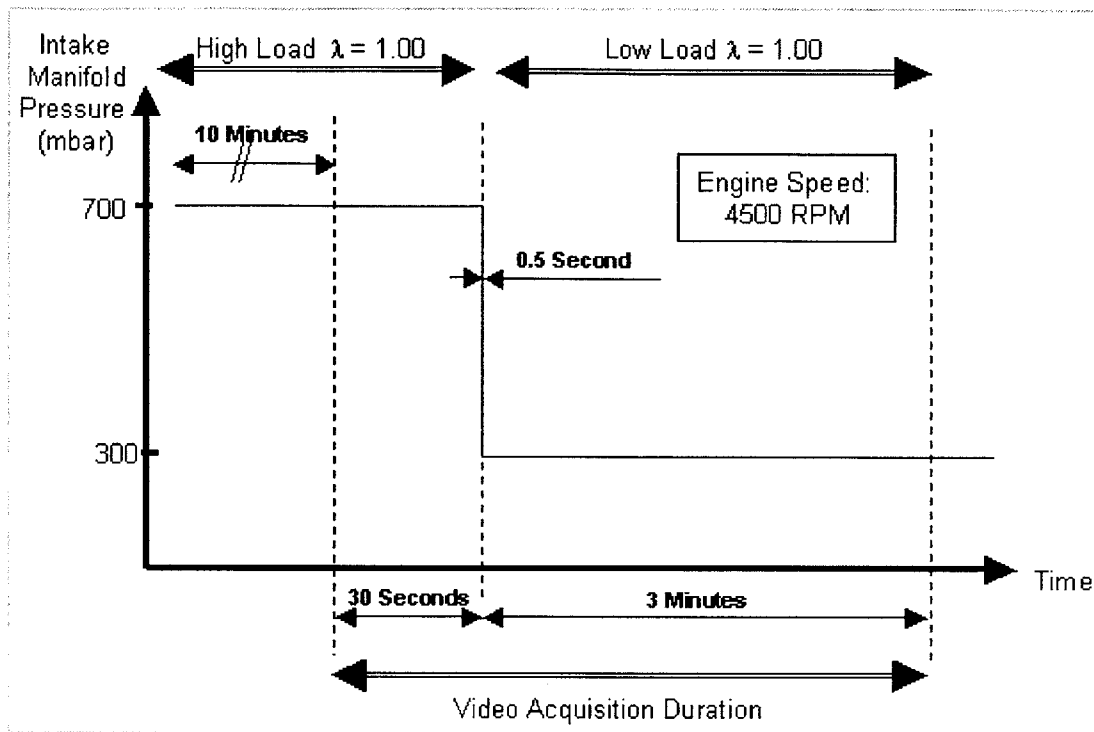 Intake
Manifold
Pressure
(mbar)
High Load λ = 1.00
Low Load λ = 1.00
10 Minutes
Engine Speed:
4500 RPM
700
0.5 Second
300
Time
30 Seconds
3 Minutes
Video Acquisition Duration